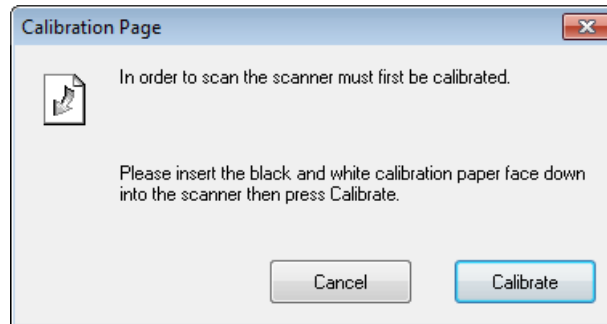 Calibration Page
In order to scan the scanner must first be calibrated.
Please insert the black and white calibration paper face down
into the scanner then press Calibrate.
Cancel
Calibrate